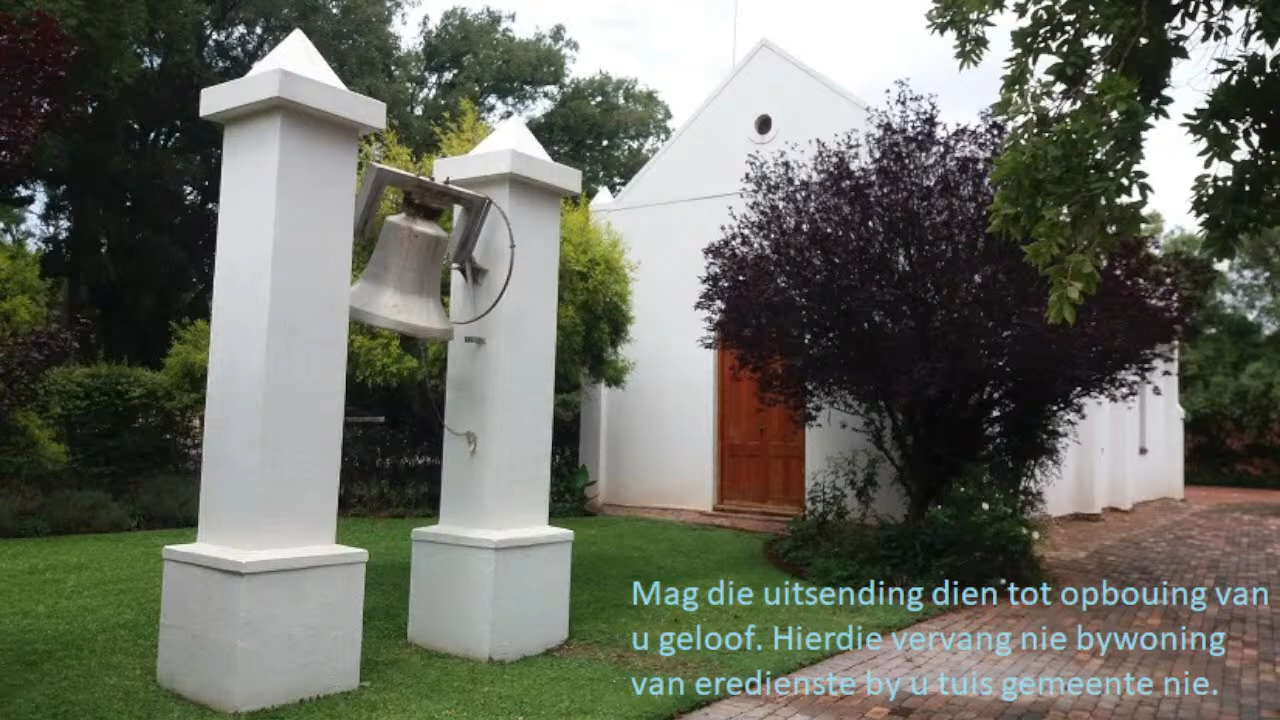 Mag die uitsending dien tot opbouing van
u geloof. Hierdie vervang nie bywoning
van eredienste by u tuis gemeente nie.